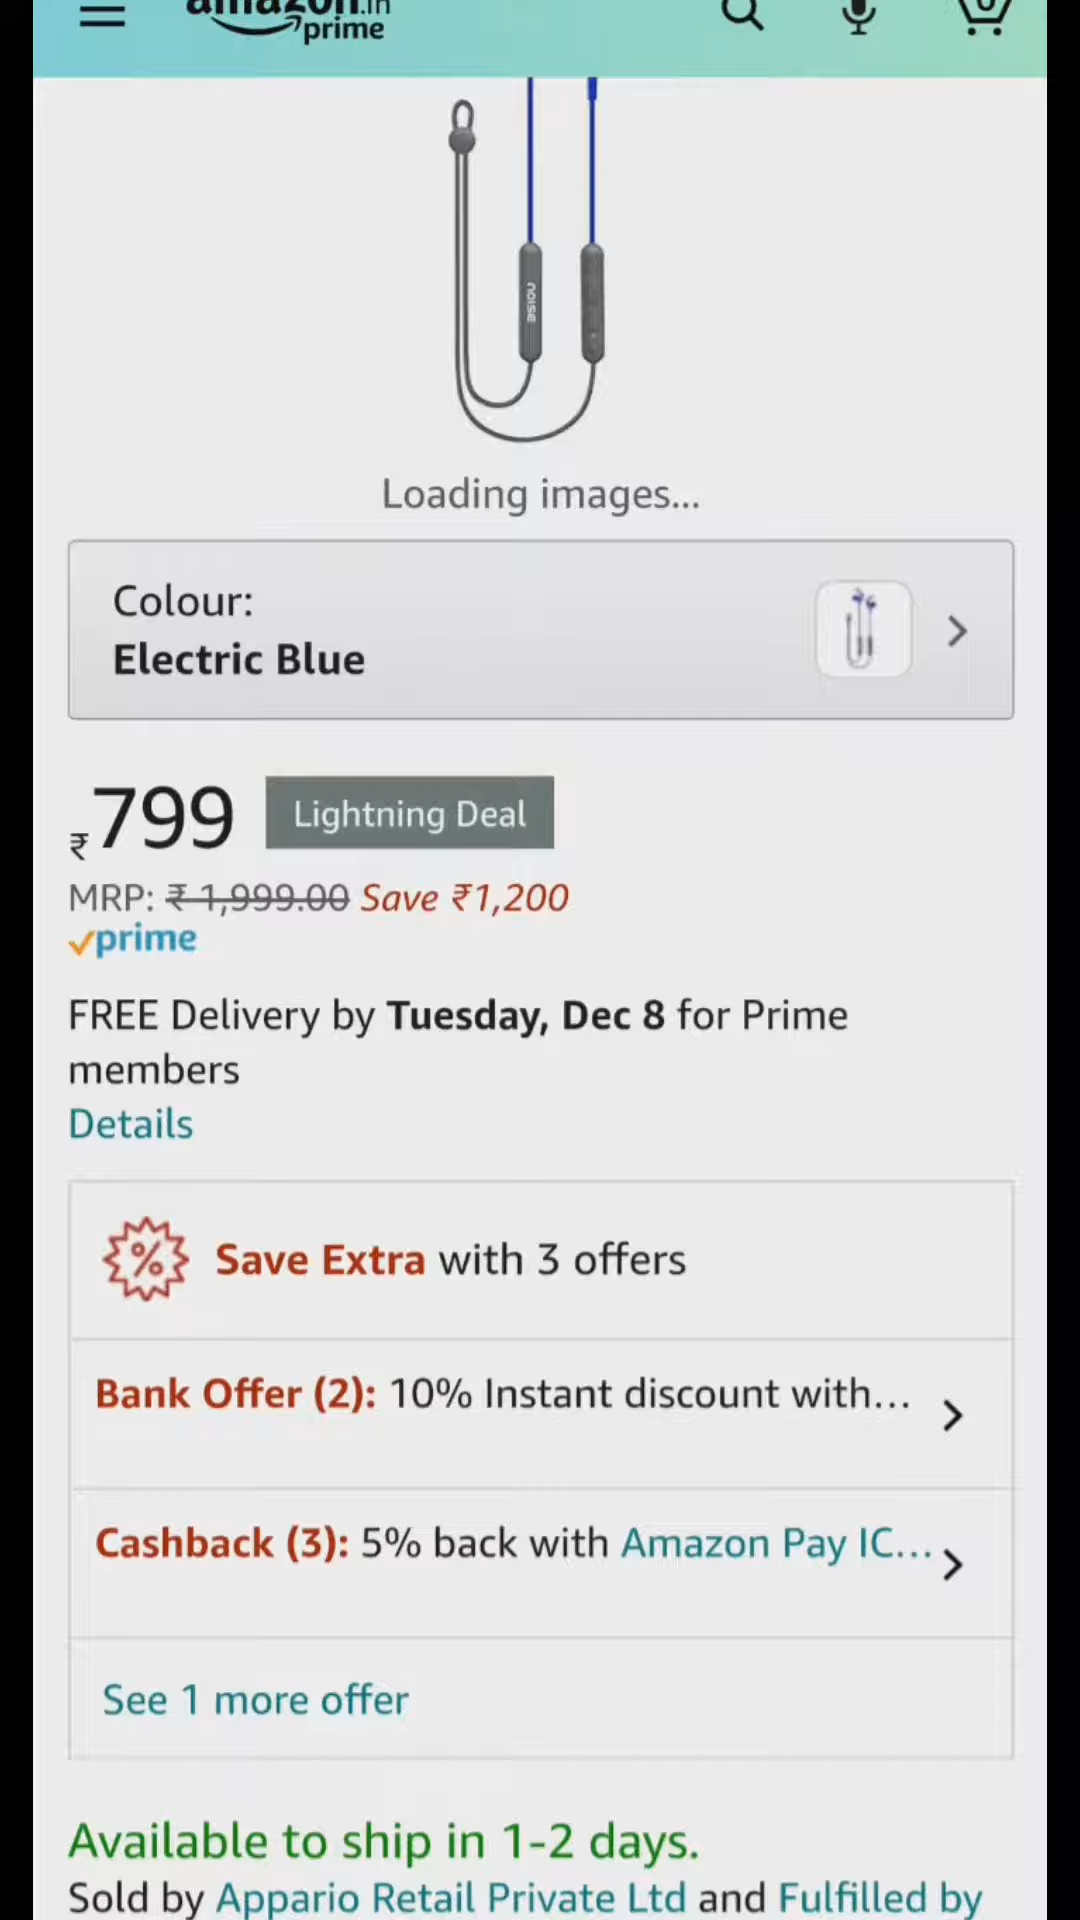 amazon.in
prime
0
noise
Loading images...
Colour:
Electric Blue
₹799 Lightning Deal
MRP: ₹ 1,999.00 Save ₹1,200
prime
FREE Delivery by Tuesday, Dec 8 for Prime
members
Details
Save Extra with 3 offers
Bank Offer (2): 10% Instant discount with...
Cashback (3): 5% back with Amazon Pay IC...
See 1 more offer
Available to ship in 1-2 days.
Sold by Appario Retail Private Ltd and Fulfilled by